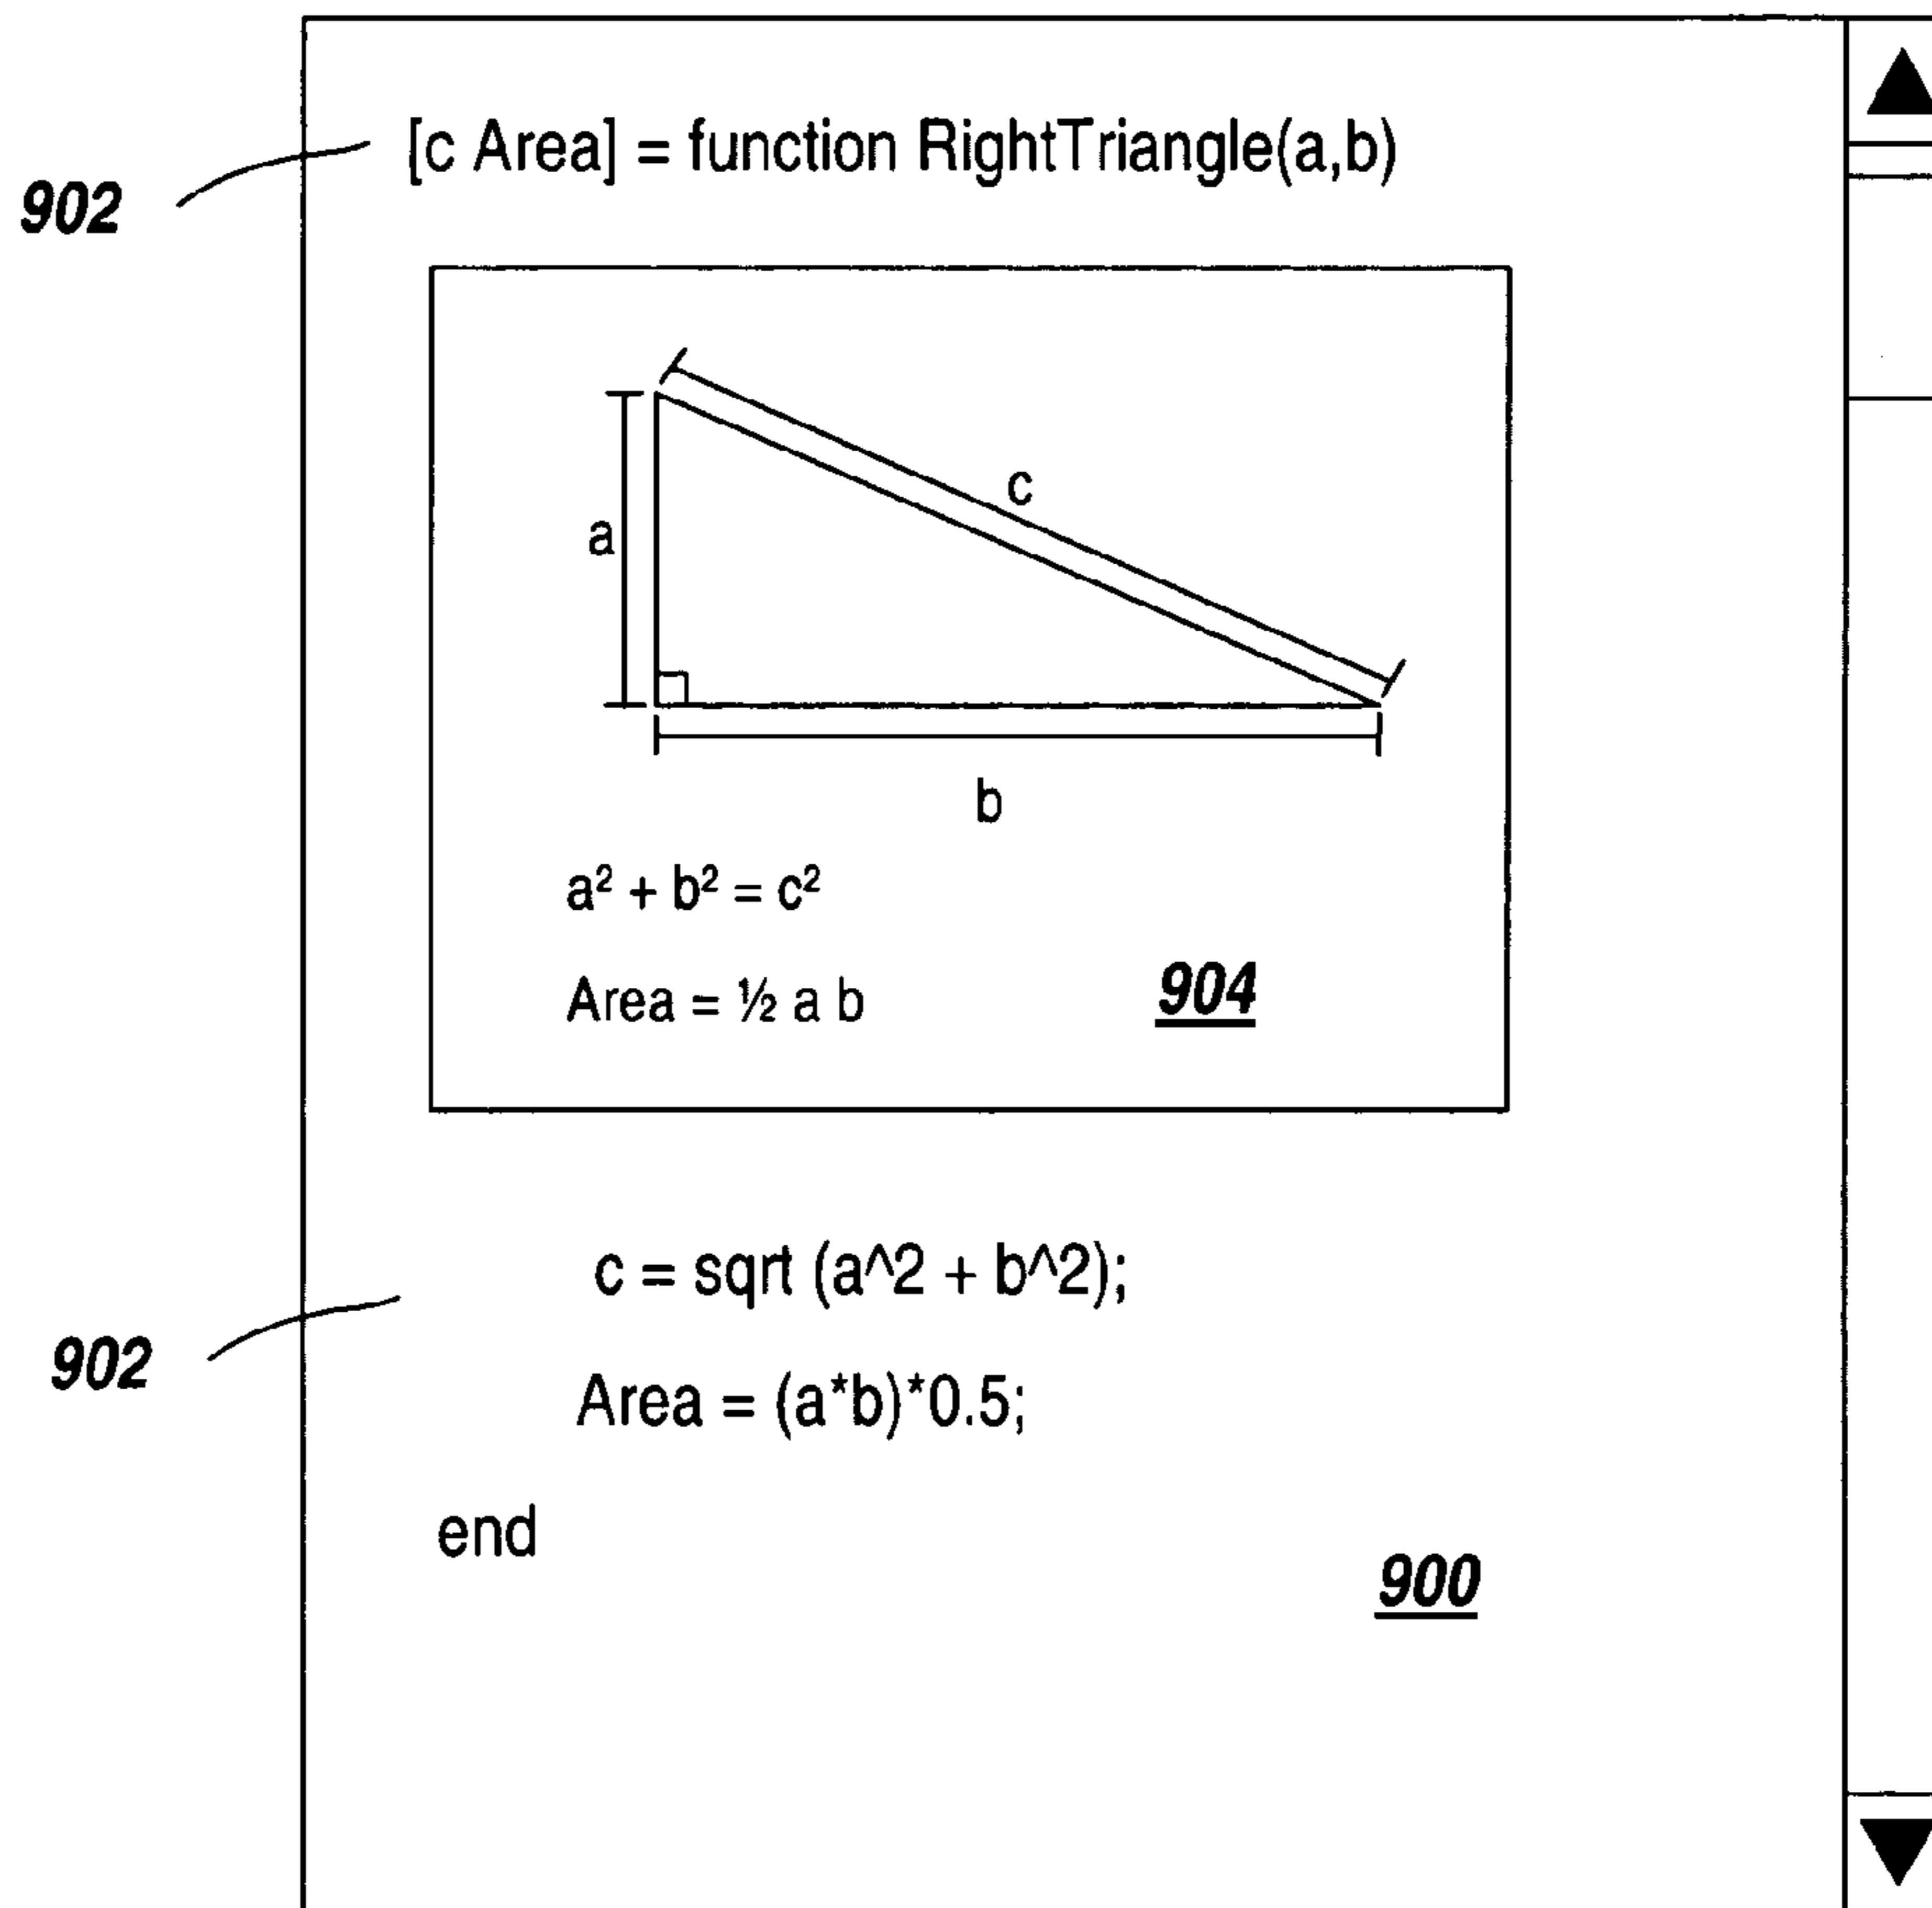 [c Area] = function RightTriangle(a,b)
902
c
a
b
a² + b² = c²
Area = ½ a b
904
c = sqrt (a^2 + b^2);
902
Area = (a*b)*0.5;
end
900